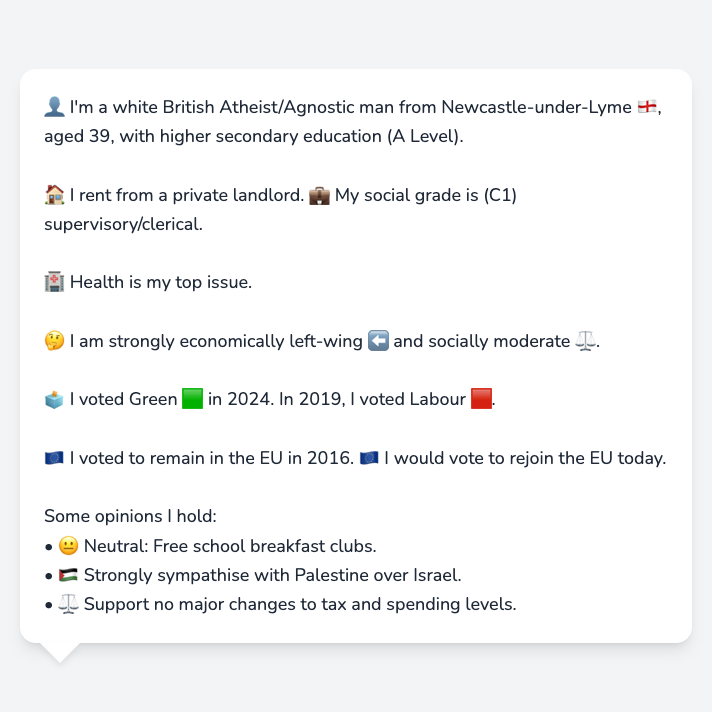 👤 I'm a white British Atheist/Agnostic man from Newcastle-under-Lyme 🏴󠁧󠁢󠁥󠁮󠁧󠁿,
aged 39, with higher secondary education (A Level).
🏠 I rent from a private landlord. 💼 My social grade is (C1)
supervisory/clerical.
🏥 Health is my top issue.
🤔 I am strongly economically left-wing ⬅️ and socially moderate ⚖️.
🗳️ I voted Green 🟩 in 2024. In 2019, I voted Labour 🟥.
🇪🇺 I voted to remain in the EU in 2016. 🇪🇺 I would vote to rejoin the EU today.
Some opinions I hold:
• 😐 Neutral: Free school breakfast clubs.
• 🇵🇸 Strongly sympathise with Palestine over Israel.
• ⚖️ Support no major changes to tax and spending levels.